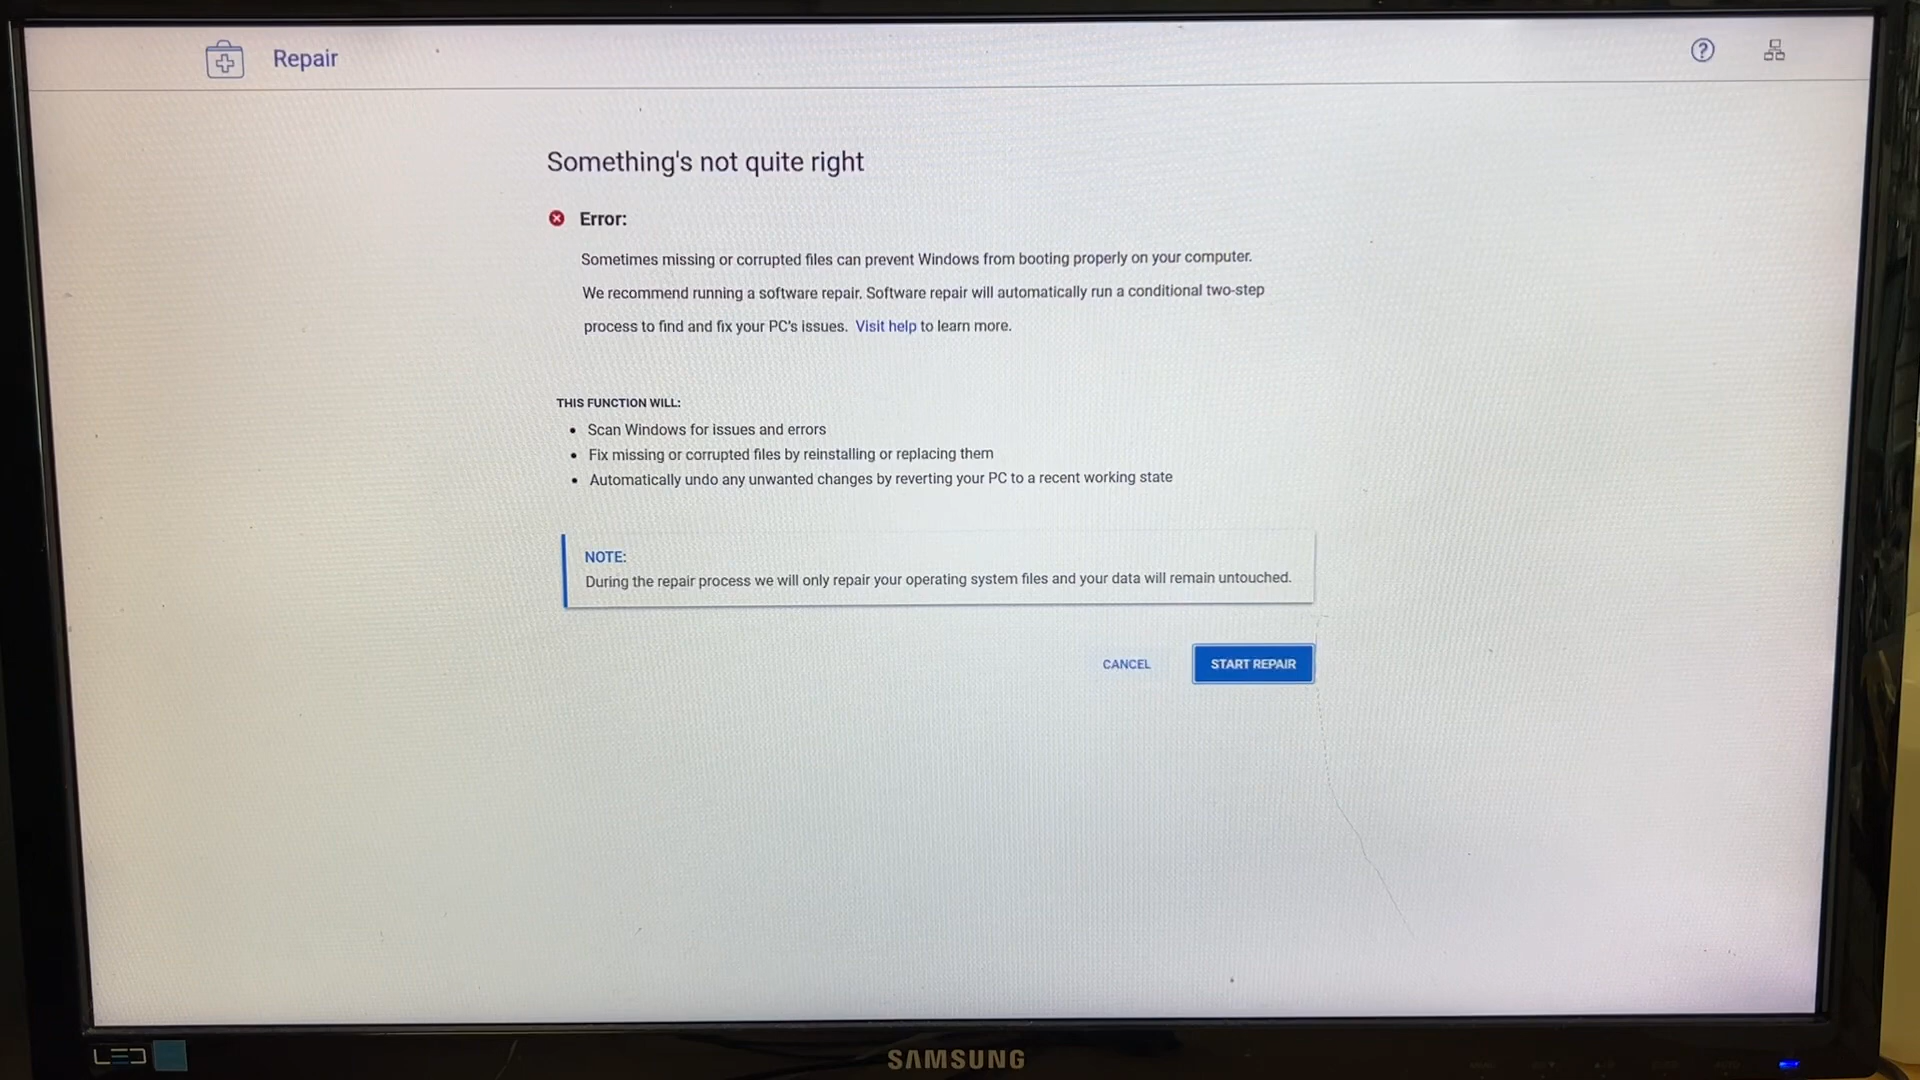 Repair
Something's not quite right
Error:
Sometimes missing or corrupted files can prevent Windows from booting properly on your computer.
We recommend running a software repair. Software repair will automatically run a conditional two-step
process to find and fix your PC's issues. Visit help to learn more.
THIS FUNCTION WILL:
• Scan Windows for issues and errors
• Fix missing or corrupted files by reinstalling or replacing them
• Automatically undo any unwanted changes by reverting your PC to a recent working state
NOTE:
During the repair process we will only repair your operating system files and your data will remain untouched.
CANCEL START REPAIR
LED SAMSUNG